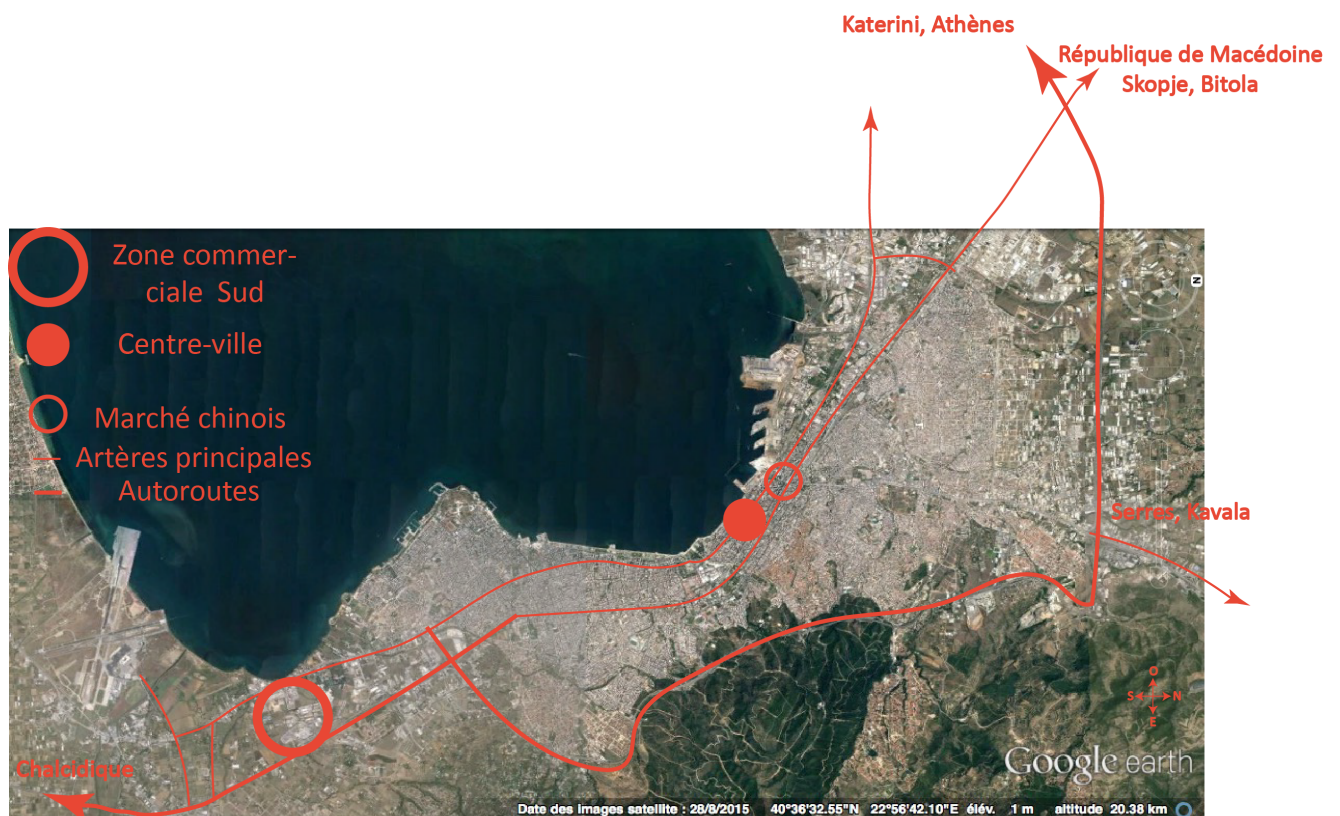 Katerini, Athènes
République de Macédoine
Skopje, Bitola
Zone commer-
ciale Sud
Centre-ville
Marché chinois
Artères principales
Autoroutes
N
Serres, Kavala
O
S N
E
Chalcidique
Google earth
Date des images satellite : 28/8/2015 40°36'32.55"N 22°56'42.10"E élév. 1 m altitude 20.38 km